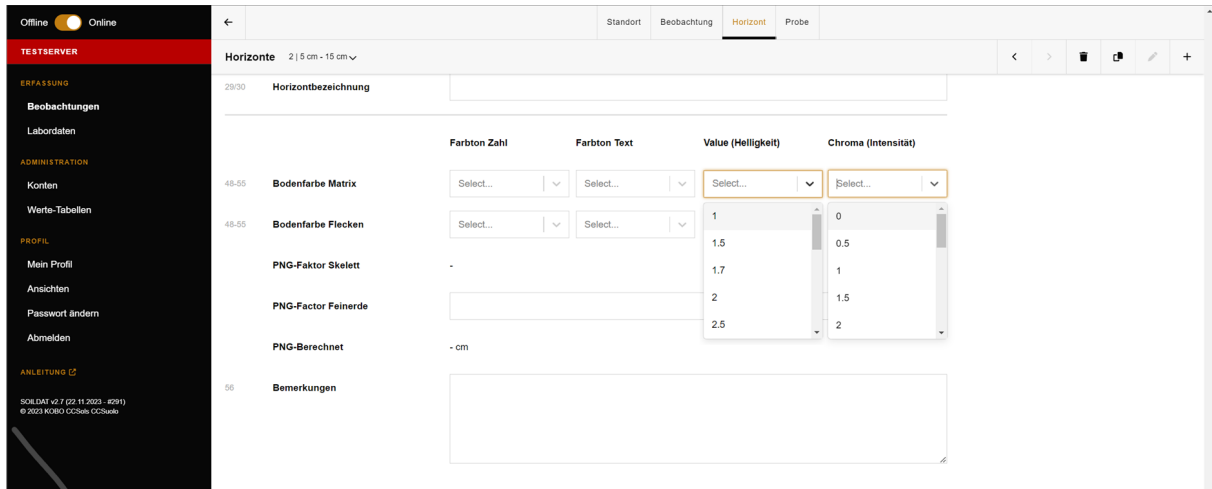 Offline Online
TESTSERVER
ERFASSUNG
Beobachtungen
Labordaten
ADMINISTRATION
Konten
Werte-Tabellen
PROFIL
Mein Profil
Ansichten
Passwort ändern
Abmelden
ANLEITUNG
SOILDAT v2.7 (22.11.2023 - #291)
© 2023 KOBO CCSols CCSuolo
Standort Beobachtung Horizont Probe
Horizonte 2 | 5 cm - 15 cm
29/30 Horizontbezeichnung
Farbton Zahl Farbton Text Value (Helligkeit) Chroma (Intensität)
48-55 Bodenfarbe Matrix Select... Select... Select... Select...
1 0
48-55 Bodenfarbe Flecken Select... Select...
1.5 0.5
PNG-Faktor Skelett -
1.7 1
2 1.5
PNG-Factor Feinerde
2.5 2
PNG-Berechnet - cm
56 Bemerkungen